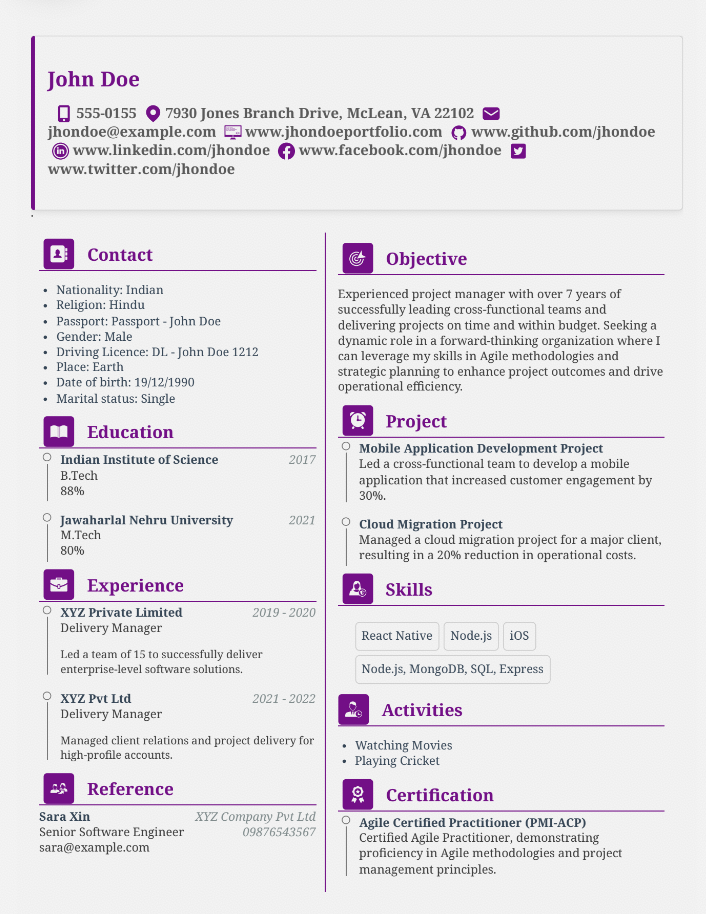 John Doe
555-0155 7930 Jones Branch Drive, McLean, VA 22102
jhondoe@example.com www.jhondoeportfolio.com www.github.com/jhondoe
www.linkedin.com/jhondoe www.facebook.com/jhondoe
www.twitter.com/jhondoe
.
Contact
• Nationality: Indian
• Religion: Hindu
• Passport: Passport - John Doe
• Gender: Male
• Driving Licence: DL - John Doe 1212
• Place: Earth
• Date of birth: 19/12/1990
• Marital status: Single
Education
Indian Institute of Science 2017
B.Tech
88%
Jawaharlal Nehru University 2021
M.Tech
80%
Experience
XYZ Private Limited 2019 - 2020
Delivery Manager
Led a team of 15 to successfully deliver
enterprise-level software solutions.
XYZ Pvt Ltd 2021 - 2022
Delivery Manager
Managed client relations and project delivery for
high-profile accounts.
Reference
Sara Xin XYZ Company Pvt Ltd
Senior Software Engineer 09876543567
sara@example.com
Objective
Experienced project manager with over 7 years of
successfully leading cross-functional teams and
delivering projects on time and within budget. Seeking a
dynamic role in a forward-thinking organization where I
can leverage my skills in Agile methodologies and
strategic planning to enhance project outcomes and drive
operational efficiency.
Project
Mobile Application Development Project
Led a cross-functional team to develop a mobile
application that increased customer engagement by
30%.
Cloud Migration Project
Managed a cloud migration project for a major client,
resulting in a 20% reduction in operational costs.
Skills
React Native Node.js iOS
Node.js, MongoDB, SQL, Express
Activities
• Watching Movies
• Playing Cricket
Certification
Agile Certified Practitioner (PMI-ACP)
Certified Agile Practitioner, demonstrating
proficiency in Agile methodologies and project
management principles.